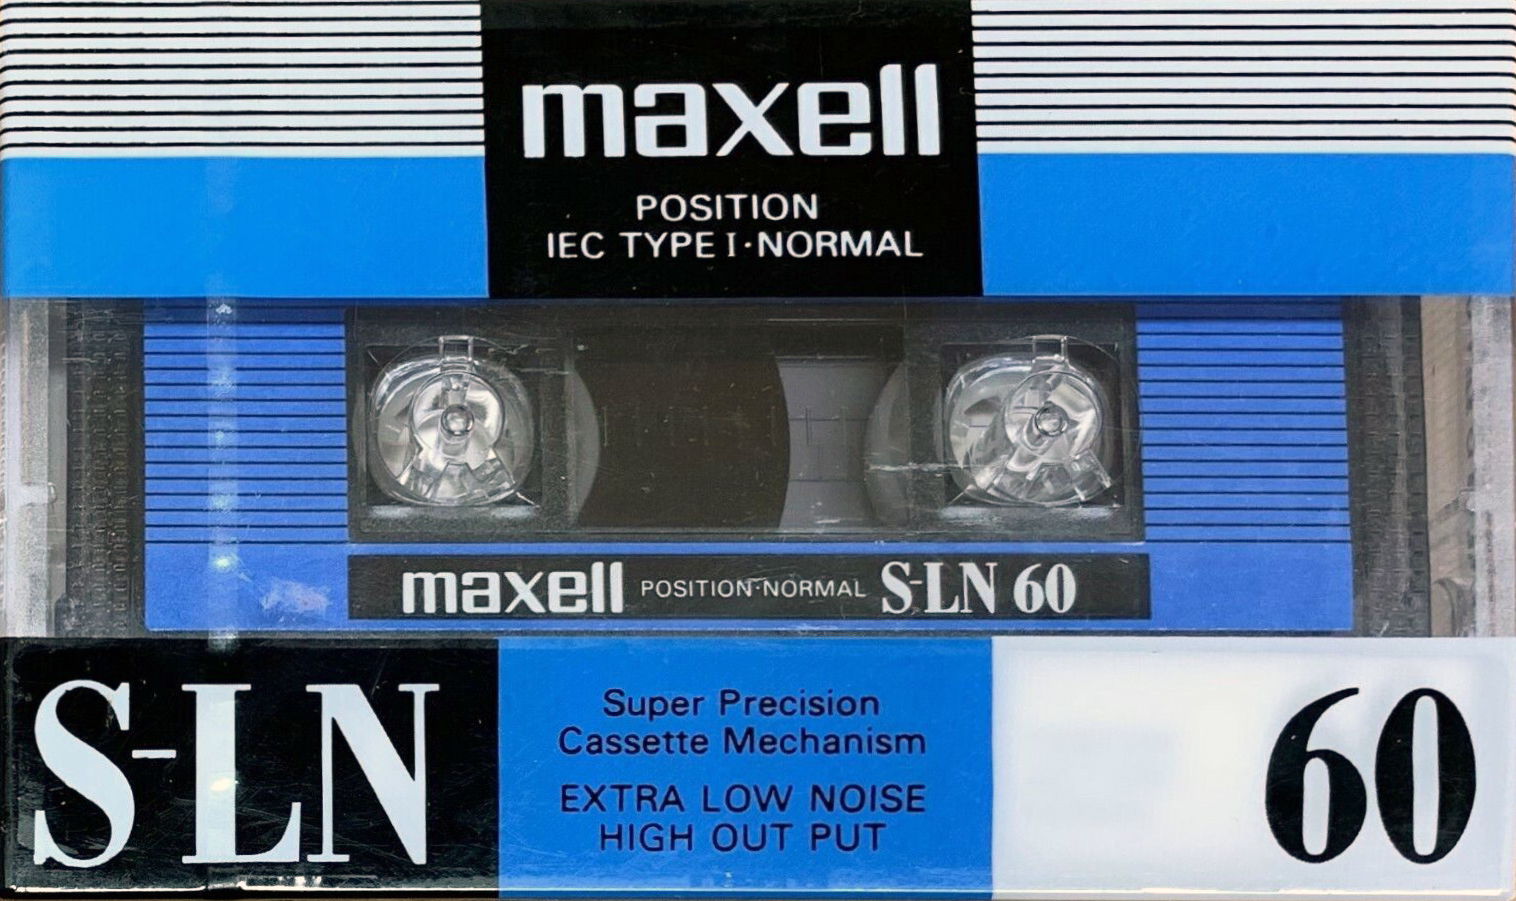 maxell
POSITION
IEC TYPE I·NORMAL
maxell POSITION·NORMAL S-LN 60
S-LN
Super Precision
Cassette Mechanism
EXTRA LOW NOISE
HIGH OUT PUT
60